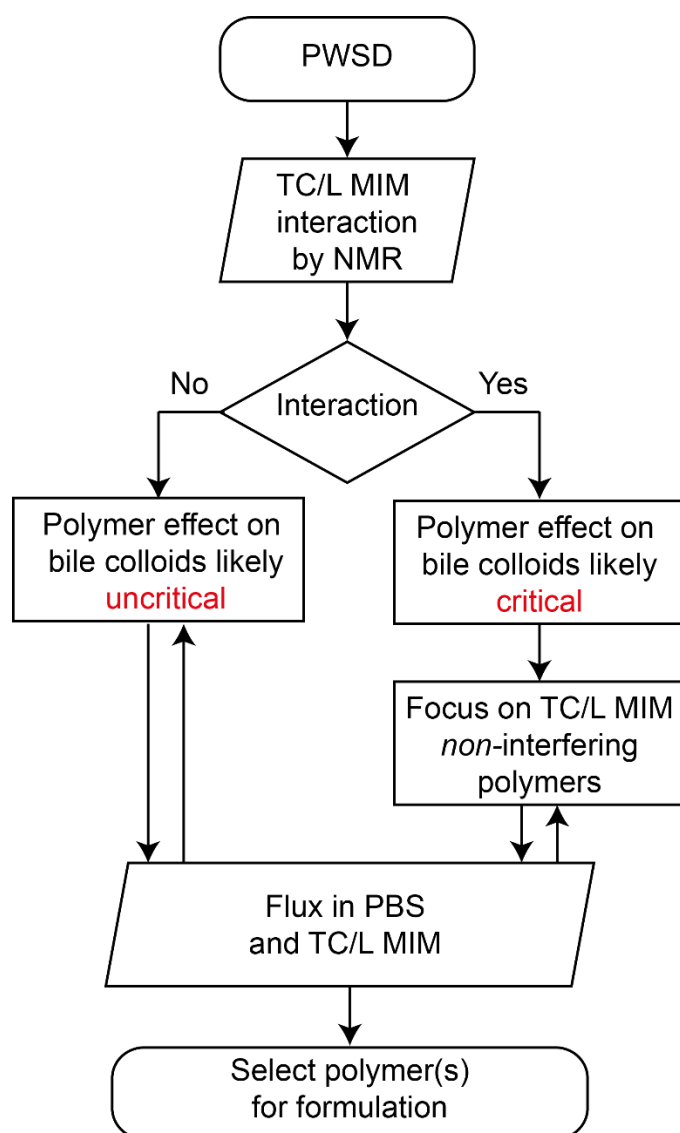 PWSD
TC/L MIM
interaction
by NMR
No
Yes
Interaction
Polymer effect on
bile colloids likely
uncritical
Polymer effect on
bile colloids likely
critical
Focus on TC/L MIM
non-interfering
polymers
Flux in PBS
and TC/L MIM
Select polymer(s)
for formulation